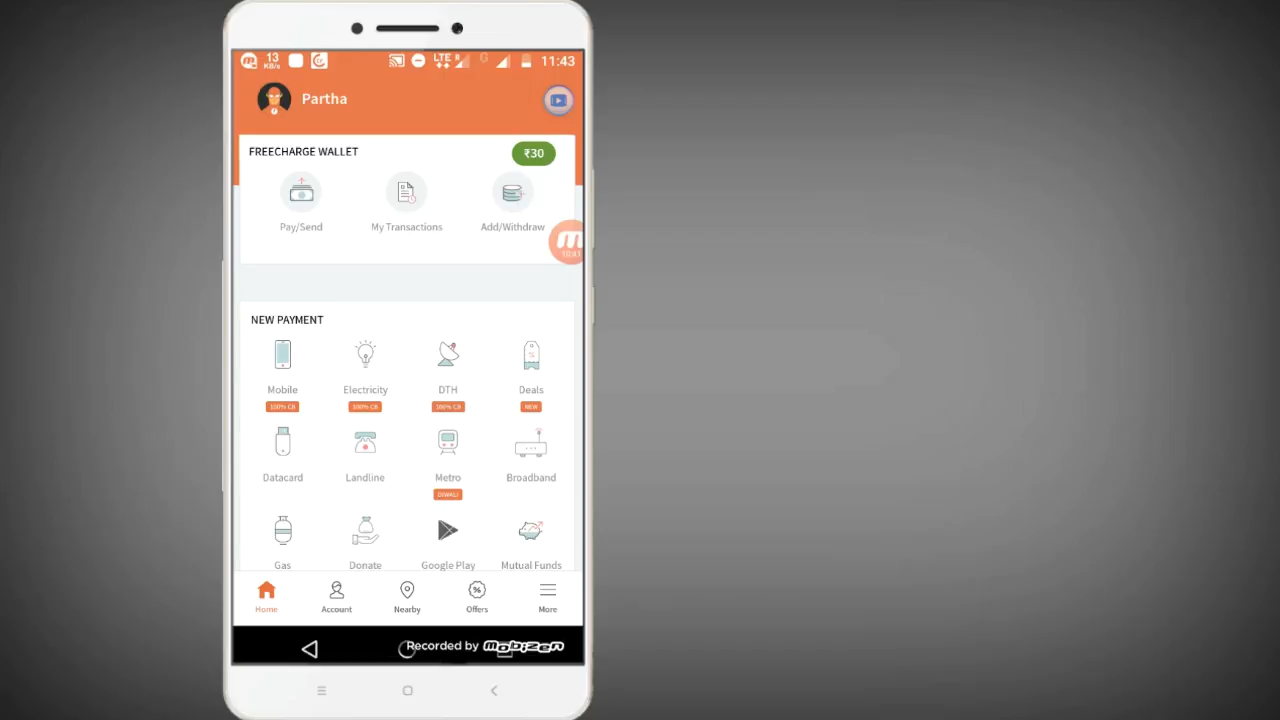 13
KB/s
LTE R
G
11:43
Partha
FREECHARGE WALLET
₹30
Pay/Send
My Transactions
Add/Withdraw
NEW PAYMENT
Mobile
Electricity
DTH
Deals
100% CB
100% CB
100% CB
NEW
Datacard
Landline
Metro
Broadband
DIWALI
Gas
Donate
Google Play
Mutual Funds
Home
Account
Nearby
Offers
More
Recorded by Mobizen